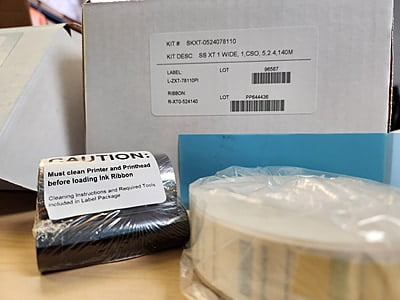 KIT # SKXT-0524078110
KIT DESC: SS XT 1 WIDE, 1,CSO, 5,2.4,140M
LABEL: LOT 96567
L-ZXT-78110PI
RIBBON: LOT PP644436
R-XT0-524140
CAUTION:
Must clean Printer and Printhead
before loading Ink Ribbon
Cleaning Instructions and Required Tools
included in Label Package